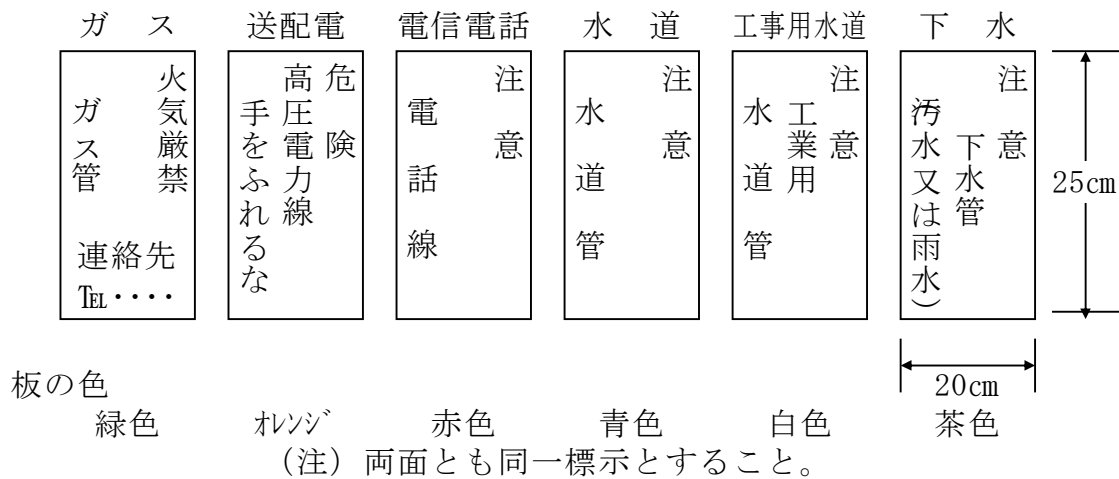 ガス
送配電
電信電話
水道
工事用水道
下水
火気厳禁
ガス管
連絡先
℡・・・・
危険
高圧電力線
手をふれるな
注意
電話線
注意
水道管
注意
工業用
水道管
注意
下水管
(汚水又は雨水)
25cm
20cm
板の色
緑色
オレンジ
赤色
青色
白色
茶色
(注) 両面とも同一標示とすること。